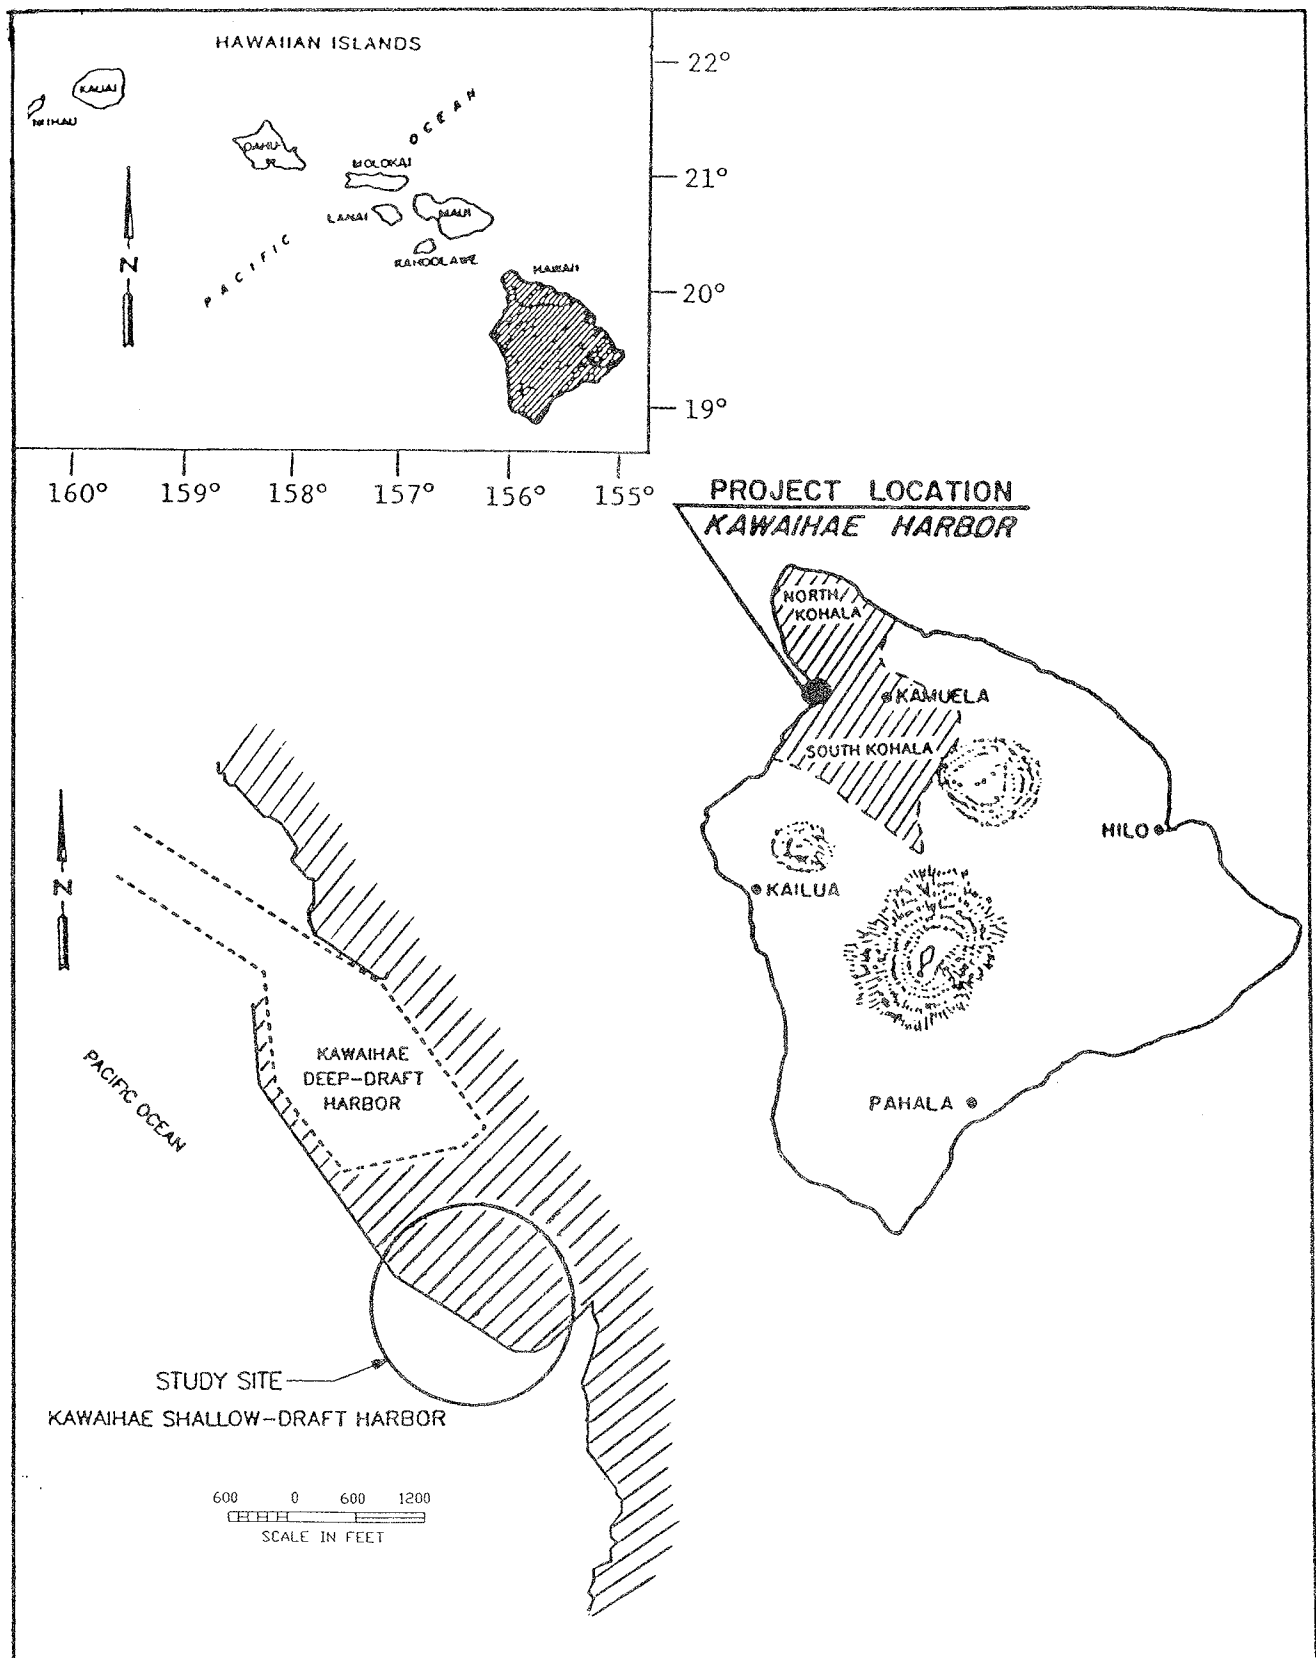 HAWAIIAN ISLANDS
KAUAI
NIIHAU
OAHU
MOLOKAI
LANAI
MAUI
KAHOOLAWE
HAWAII
PACIFIC
OCEAN
N
22°
21°
20°
19°
160°
159°
158°
157°
156°
155°
PROJECT LOCATION
KAWAIHAE HARBOR
NORTH
KOHALA
KAMUELA
SOUTH KOHALA
HILO
KAILUA
PAHALA
N
PACIFIC OCEAN
KAWAIHAE
DEEP-DRAFT
HARBOR
STUDY SITE
KAWAIHAE SHALLOW-DRAFT HARBOR
600 0 600 1200
SCALE IN FEET